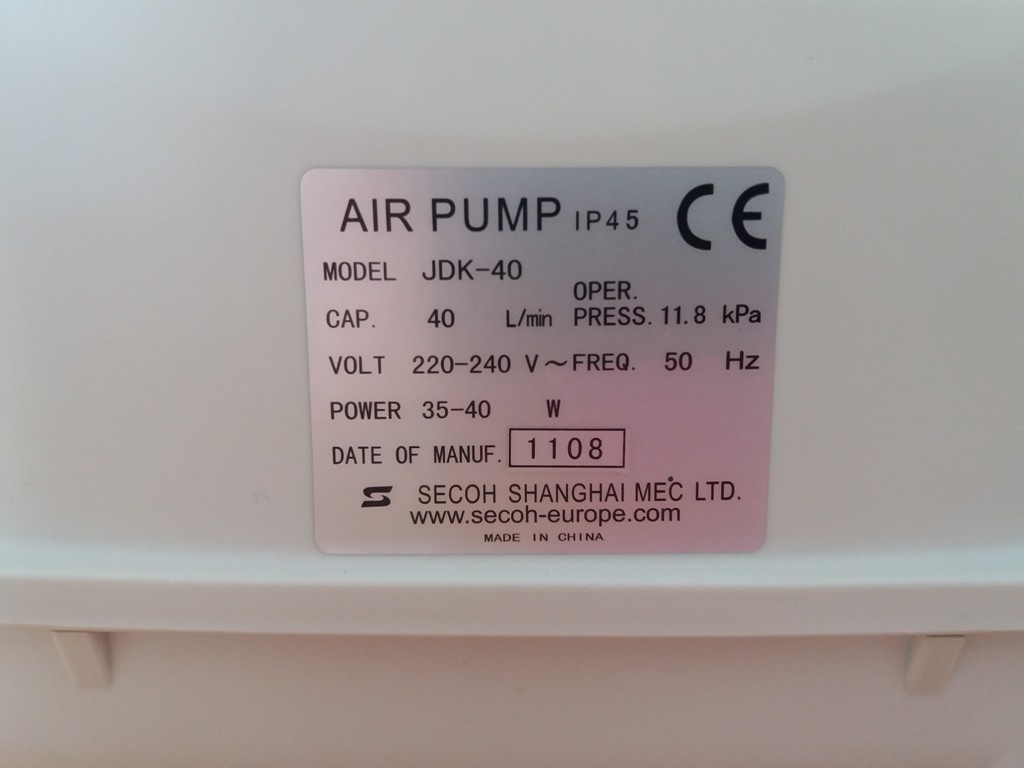 AIR PUMP IP45 CE
MODEL JDK-40
CAP. 40 L/min OPER. PRESS. 11.8 kPa
VOLT 220-240 V~ FREQ. 50 Hz
POWER 35-40 W
DATE OF MANUF. 1108
S SECOH SHANGHAI MEC LTD.
www.secoh-europe.com
MADE IN CHINA